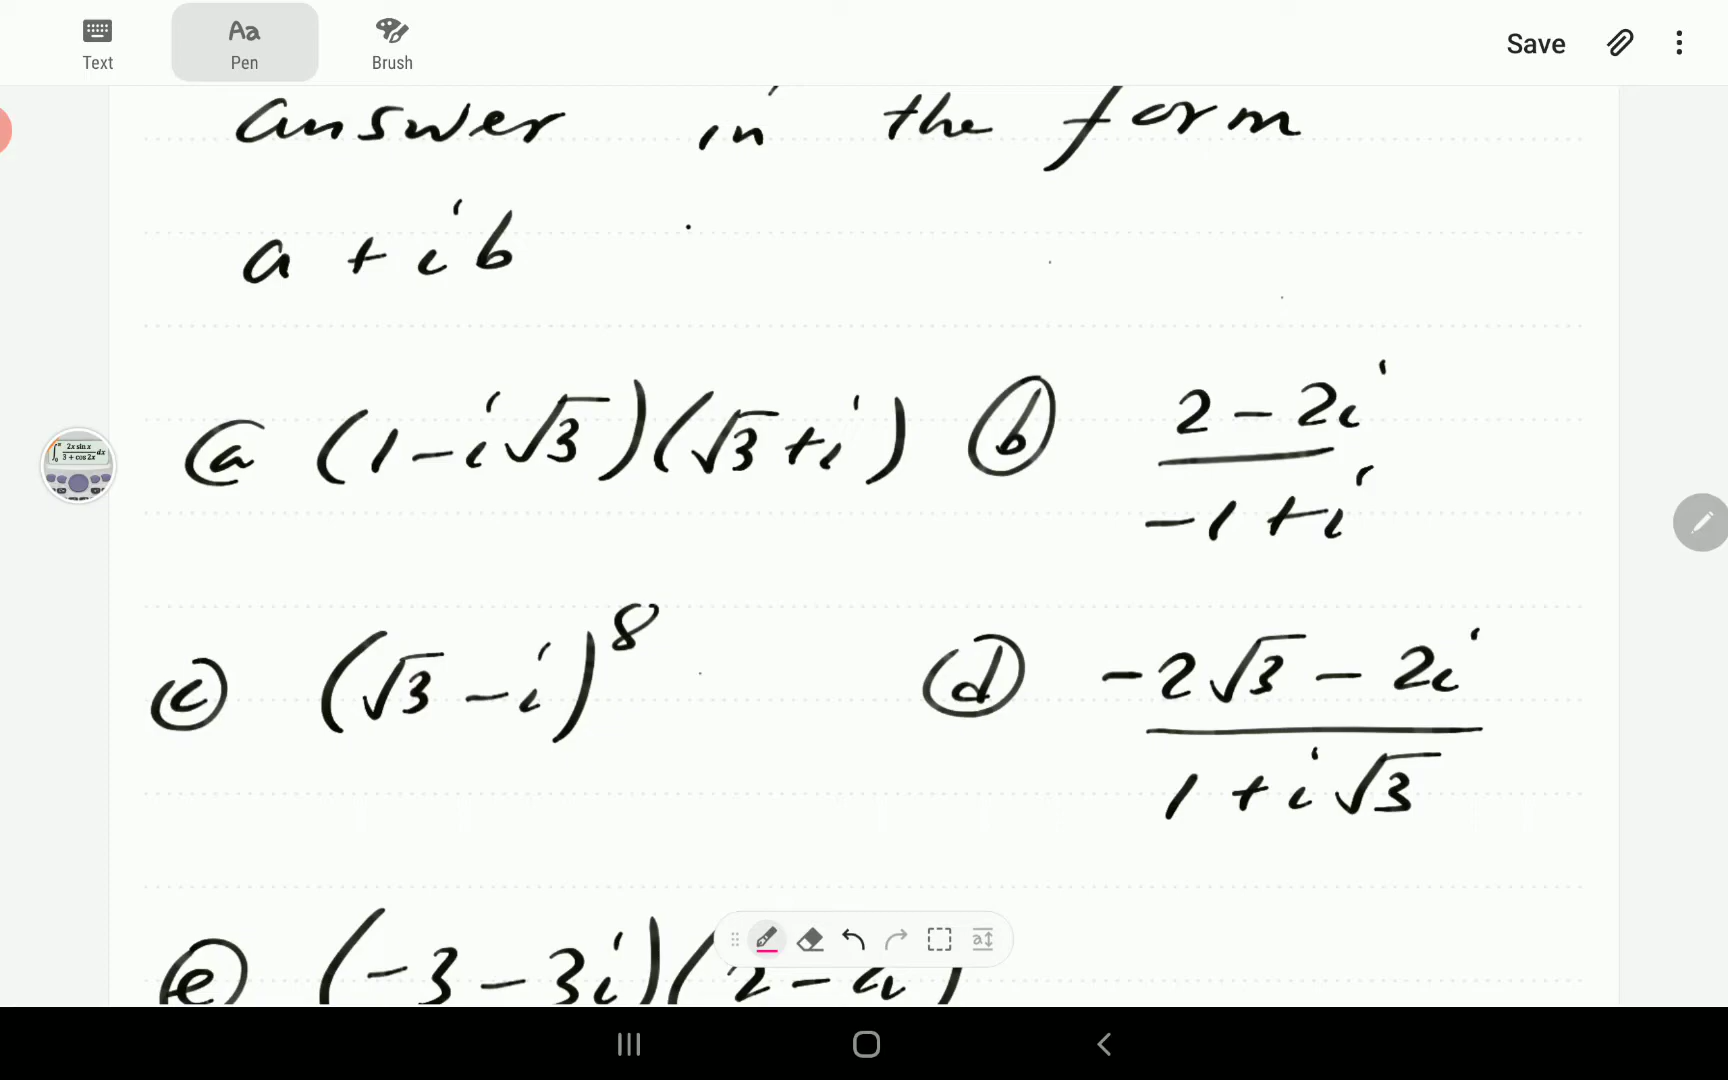 Text Pen Brush Save
answer in the form
a + ib
ⓐ (1-i√3)(√3+i) ⓑ (2-2i)/(-1+i)
ⓒ (√3-i)^8 ⓓ (-2√3-2i)/(1+i√3)
ⓔ (-3-3i)(2-